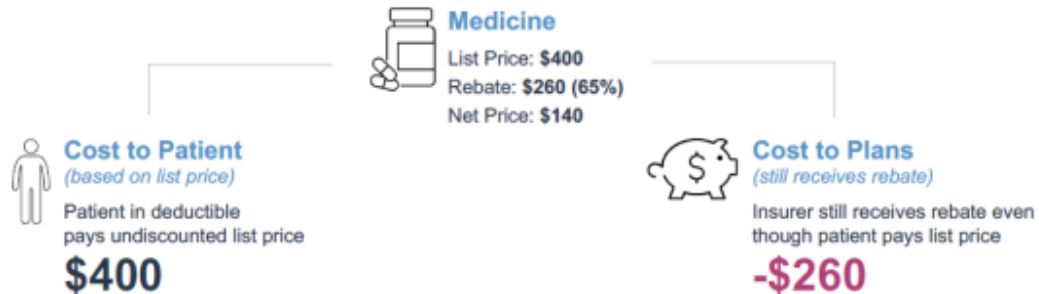 Medicine
List Price: $400
Rebate: $260 (65%)
Net Price: $140
Cost to Patient
(based on list price)
Patient in deductible
pays undiscounted list price
$400
$
Cost to Plans
(still receives rebate)
Insurer still receives rebate even
though patient pays list price
-$260